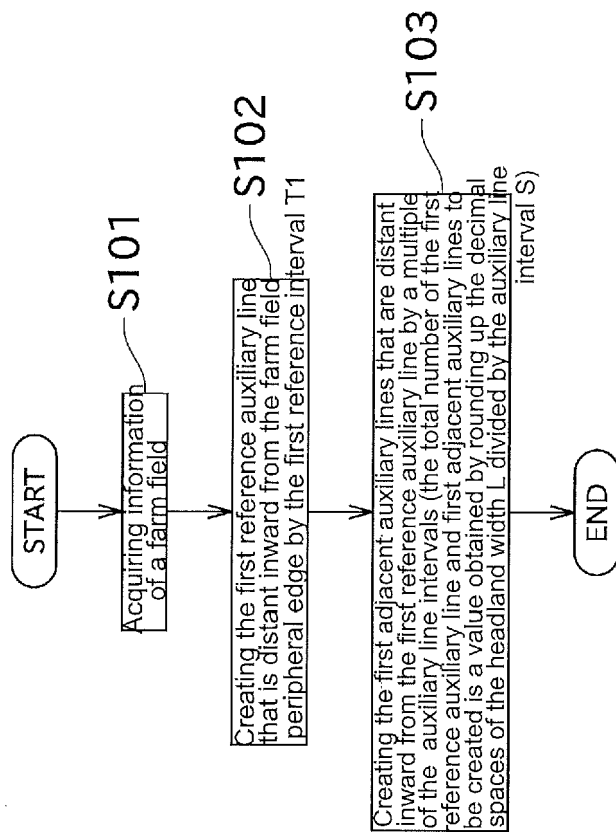 START
Acquiring information
of a farm field
S101
Creating the first reference auxiliary line
that is distant inward from the farm field
peripheral edge by the first reference interval T1
S102
Creating the first adjacent auxiliary lines that are distant
inward from the first reference auxiliary line by a multiple
of the auxiliary line intervals (the total number of the first
reference auxiliary line and first adjacent auxiliary lines to
be created is a value obtained by rounding up the decimal
spaces of the headland width L divided by the auxiliary line
interval S)
S103
END